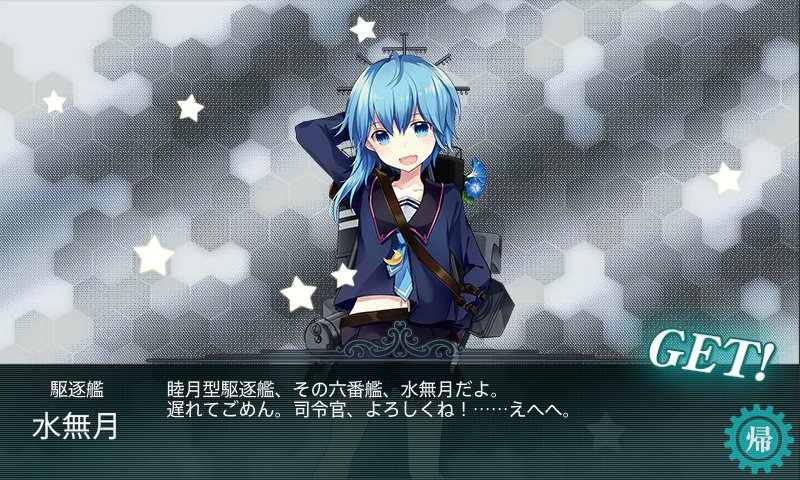 GET!
駆逐艦
水無月
睦月型駆逐艦、その六番艦、水無月だよ。
遅れてごめん。司令官、よろしくね！……えへへ。
帰